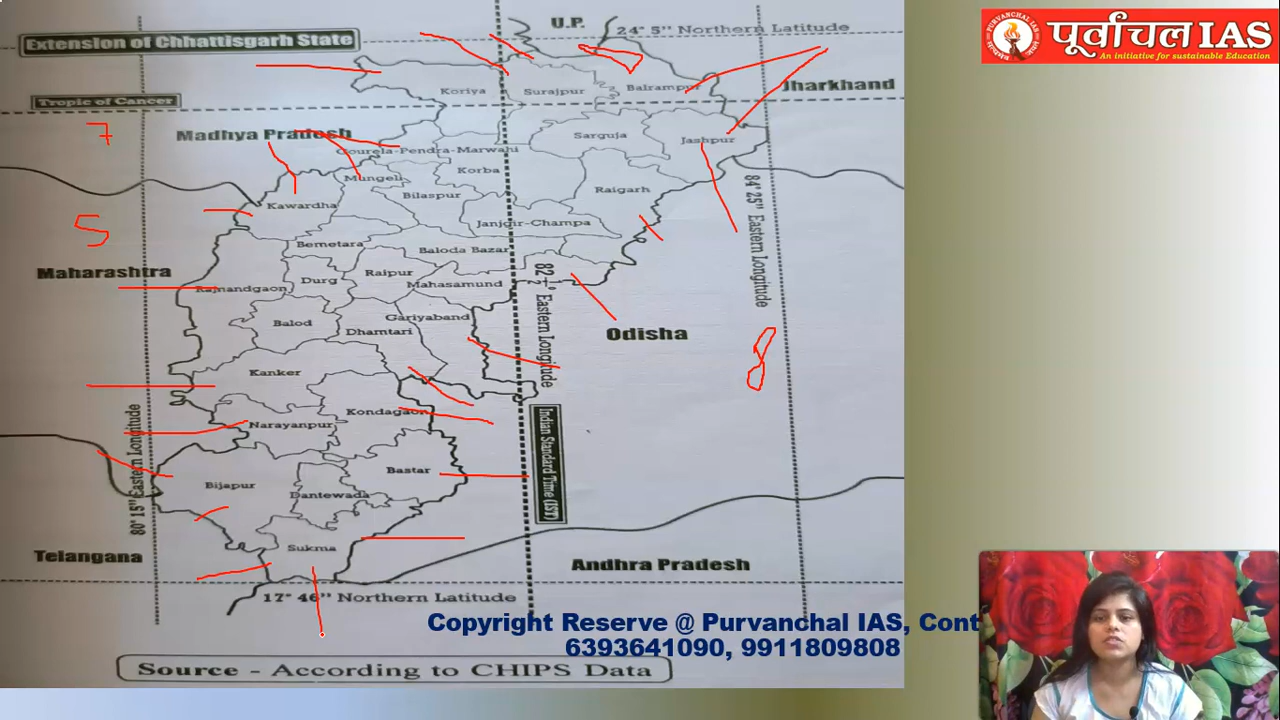 U.P.
24° 5" Northern Latitude
Extension of Chhattisgarh State
Jharkhand
Koriya
Surajpur
Balrampur
Tropic of Cancer
7
Madhya Pradesh
Sarguja
Jashpur
Gourela-Pendra-Marwahi
Mungeli
Korba
Raigarh
Kawardha
Bilaspur
84° 25" Eastern Longitude
5
Janjgir-Champa
Bemetara
Baloda Bazar
Maharashtra
Raipur
Durg
Rajnandgaon
Mahasamund
82 1/2° Eastern Longitude
Gariyaband
Balod
Dhamtari
Odisha
8
Kanker
Kondagaon
Narayanpur
Indian Standard Time (IST)
80° 15" Eastern Longitude
Bastar
Bijapur
Dantewada
Sukma
Telangana
Andhra Pradesh
17° 46" Northern Latitude
Source - According to CHIPS Data
Copyright Reserve @ Purvanchal IAS, Cont
6393641090, 9911809808
PURVANCHAL IAS
पूर्वांचल IAS
An initiative for sustainable Education